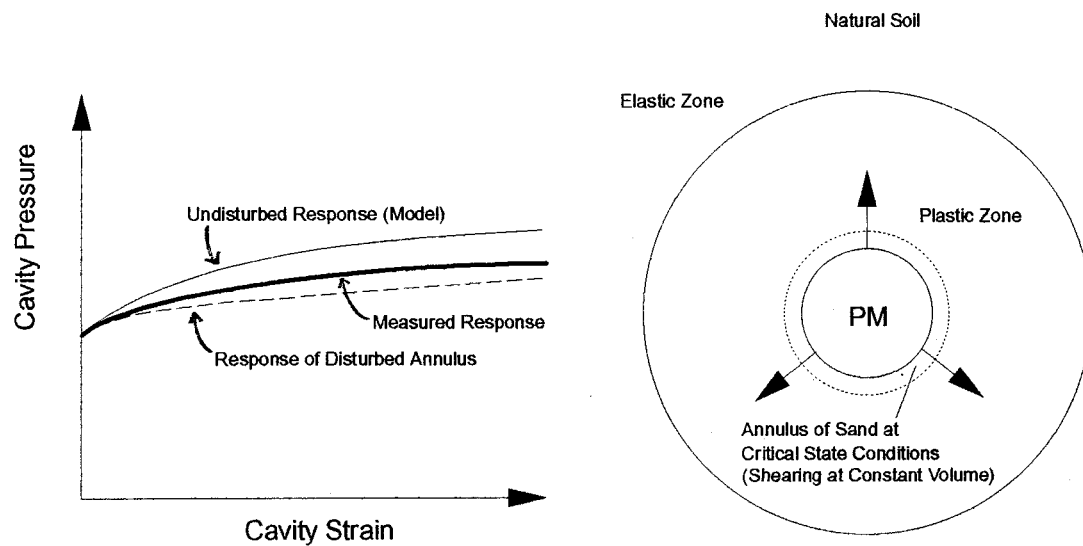 Cavity Pressure
Undisturbed Response (Model)
Measured Response
Response of Disturbed Annulus
Cavity Strain
Natural Soil
Elastic Zone
Plastic Zone
PM
Annulus of Sand at
Critical State Conditions
(Shearing at Constant Volume)